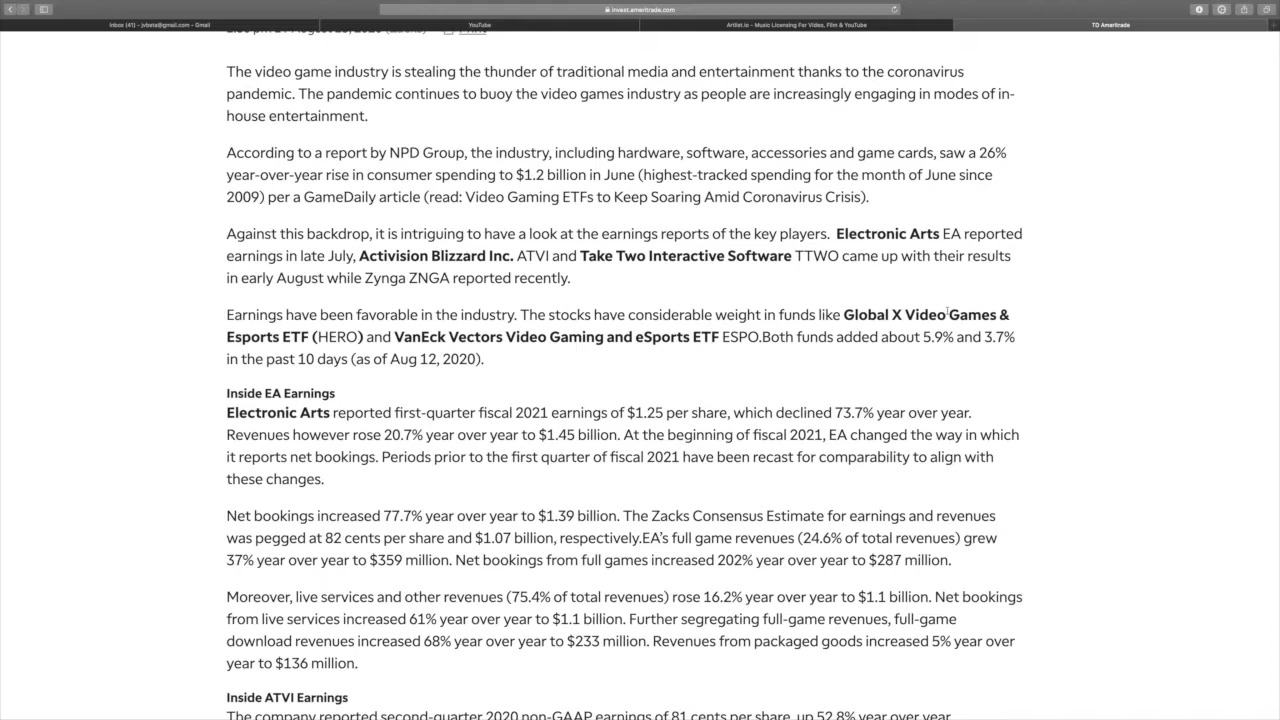 invest.ameritrade.com
Inbox (41) - jvbata@gmail.com - Gmail
YouTube
Artlist.io - Music Licensing For Video, Film & YouTube
TD Ameritrade
The video game industry is stealing the thunder of traditional media and entertainment thanks to the coronavirus
pandemic. The pandemic continues to buoy the video games industry as people are increasingly engaging in modes of in-
house entertainment.
According to a report by NPD Group, the industry, including hardware, software, accessories and game cards, saw a 26%
year-over-year rise in consumer spending to $1.2 billion in June (highest-tracked spending for the month of June since
2009) per a GameDaily article (read: Video Gaming ETFs to Keep Soaring Amid Coronavirus Crisis).
Against this backdrop, it is intriguing to have a look at the earnings reports of the key players. Electronic Arts EA reported
earnings in late July, Activision Blizzard Inc. ATVI and Take Two Interactive Software TTWO came up with their results
in early August while Zynga ZNGA reported recently.
Earnings have been favorable in the industry. The stocks have considerable weight in funds like Global X Video Games &
Esports ETF (HERO) and VanEck Vectors Video Gaming and eSports ETF ESPO.Both funds added about 5.9% and 3.7%
in the past 10 days (as of Aug 12, 2020).
Inside EA Earnings
Electronic Arts reported first-quarter fiscal 2021 earnings of $1.25 per share, which declined 73.7% year over year.
Revenues however rose 20.7% year over year to $1.45 billion. At the beginning of fiscal 2021, EA changed the way in which
it reports net bookings. Periods prior to the first quarter of fiscal 2021 have been recast for comparability to align with
these changes.
Net bookings increased 77.7% year over year to $1.39 billion. The Zacks Consensus Estimate for earnings and revenues
was pegged at 82 cents per share and $1.07 billion, respectively.EA's full game revenues (24.6% of total revenues) grew
37% year over year to $359 million. Net bookings from full games increased 202% year over year to $287 million.
Moreover, live services and other revenues (75.4% of total revenues) rose 16.2% year over year to $1.1 billion. Net bookings
from live services increased 61% year over year to $1.1 billion. Further segregating full-game revenues, full-game
download revenues increased 68% year over year to $233 million. Revenues from packaged goods increased 5% year over
year to $136 million.
Inside ATVI Earnings
The company reported second-quarter 2020 non-GAAP earnings of 81 cents per share, up 52.8% year over year.